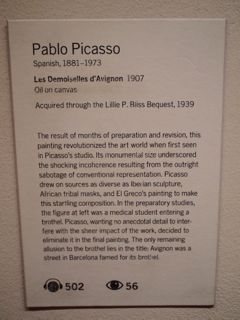 Pablo Picasso
Spanish, 1881–1973
Les Demoiselles d'Avignon 1907
Oil on canvas
Acquired through the Lillie P. Bliss Bequest, 1939
The result of months of preparation and revision, this
painting revolutionized the art world when first seen
in Picasso's studio. Its monumental size underscored
the shocking incoherence resulting from the outright
sabotage of conventional representation. Picasso
drew on sources as diverse as Iberian sculpture,
African tribal masks, and El Greco's painting to make
this startling composition. In the preparatory studies,
the figure at left was a medical student entering a
brothel. Picasso, wanting no anecdotal detail to inter-
fere with the sheer impact of the work, decided to
eliminate it in the final painting. The only remaining
allusion to the brothel lies in the title: Avignon was a
street in Barcelona famed for its brothel.
502 56